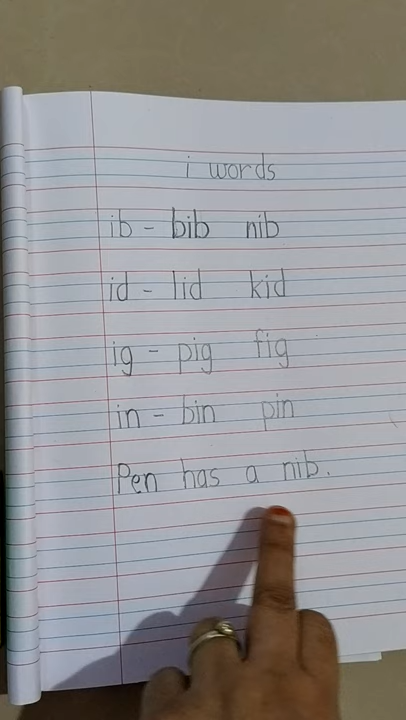 i words
ib - bib nib
id - lid kid
ig - pig fig
in - bin pin
Pen has a nib.